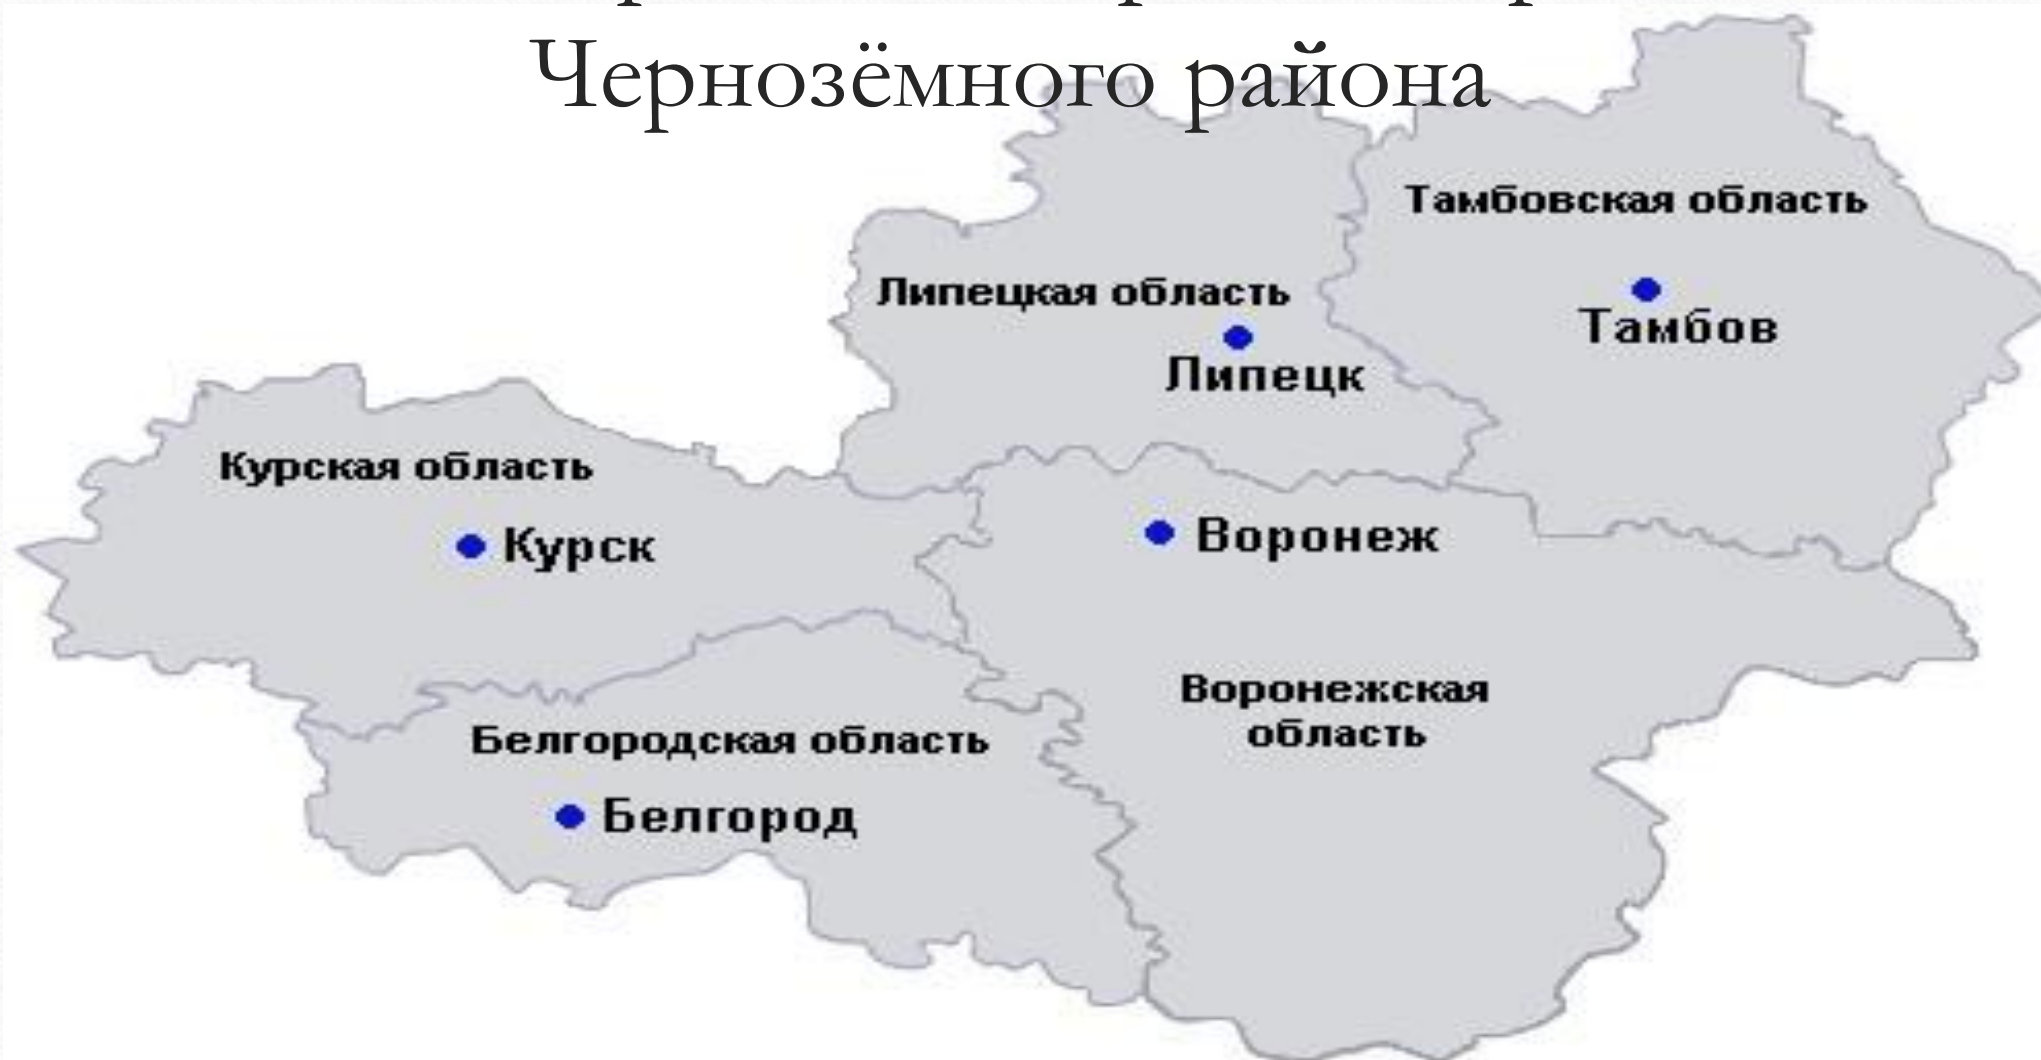 Чернозёмного района
Тамбовская область
Тамбов
Липецкая область
Липецк
Курская область
Курск
Воронеж
Воронежская
область
Белгородская область
Белгород